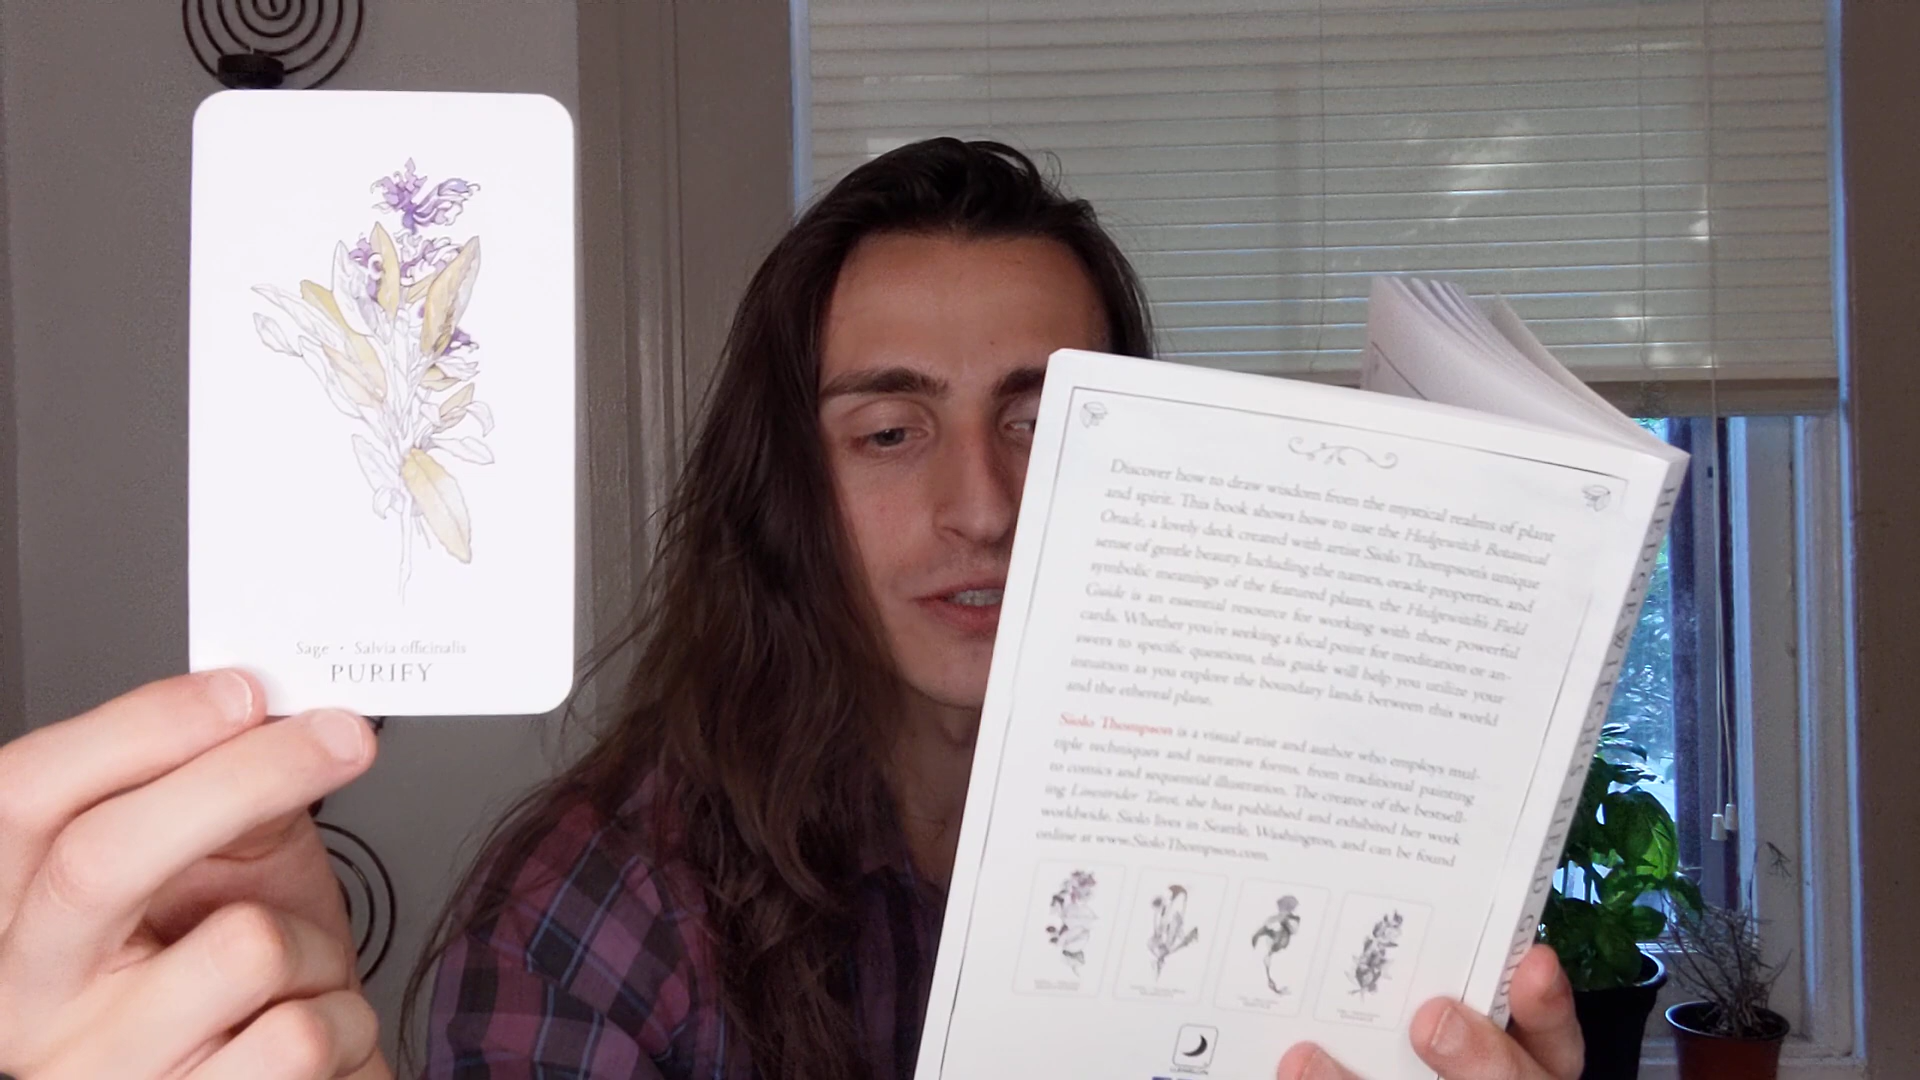 Sage · Salvia officinalis
PURIFY
Discover how to draw wisdom from the mystical realms of plant
and spirit. This book shows how to use the Hedgewitch Botanical
Oracle, a lovely deck created with artist Siolo Thompson's unique
sense of gentle beauty. Including the names, oracle properties, and
symbolic meanings of the featured plants, the Hedgewitch's Field
Guide is an essential resource for working with these powerful
cards. Whether you're seeking a focal point for meditation or an-
swers to specific questions, this guide will help you utilize your
intuition as you explore the boundary lands between this world
and the ethereal plane.
Siolo Thompson is a visual artist and author who employs mul-
tiple techniques and narrative forms, from traditional painting
to comics and sequential illustration. The creator of the bestsell-
ing Linestrider Tarot, she has published and exhibited her work
worldwide. Siolo lives in Seattle, Washington, and can be found
online at www.SioloThompson.com.
LLEWELLYN
HEDGEWITCH'S FIELD GUIDE